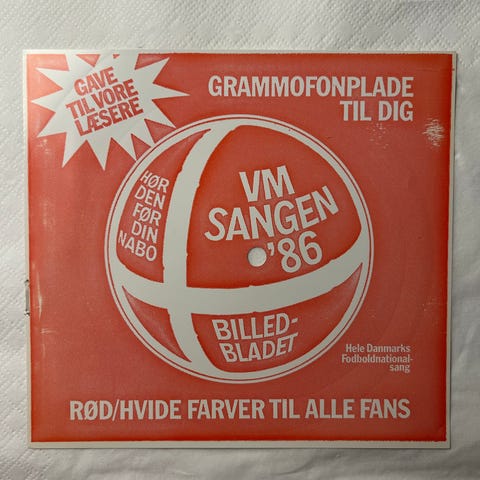 GAVE
TIL VORE
LÆSERE
GRAMMOFONPLADE
TIL DIG
HØR
DEN
FØR
DIN
NABO
VM
SANGEN
'86
BILLED-
BLADET
Hele Danmarks
Fodboldnational-
sang
RØD/HVIDE FARVER TIL ALLE FANS